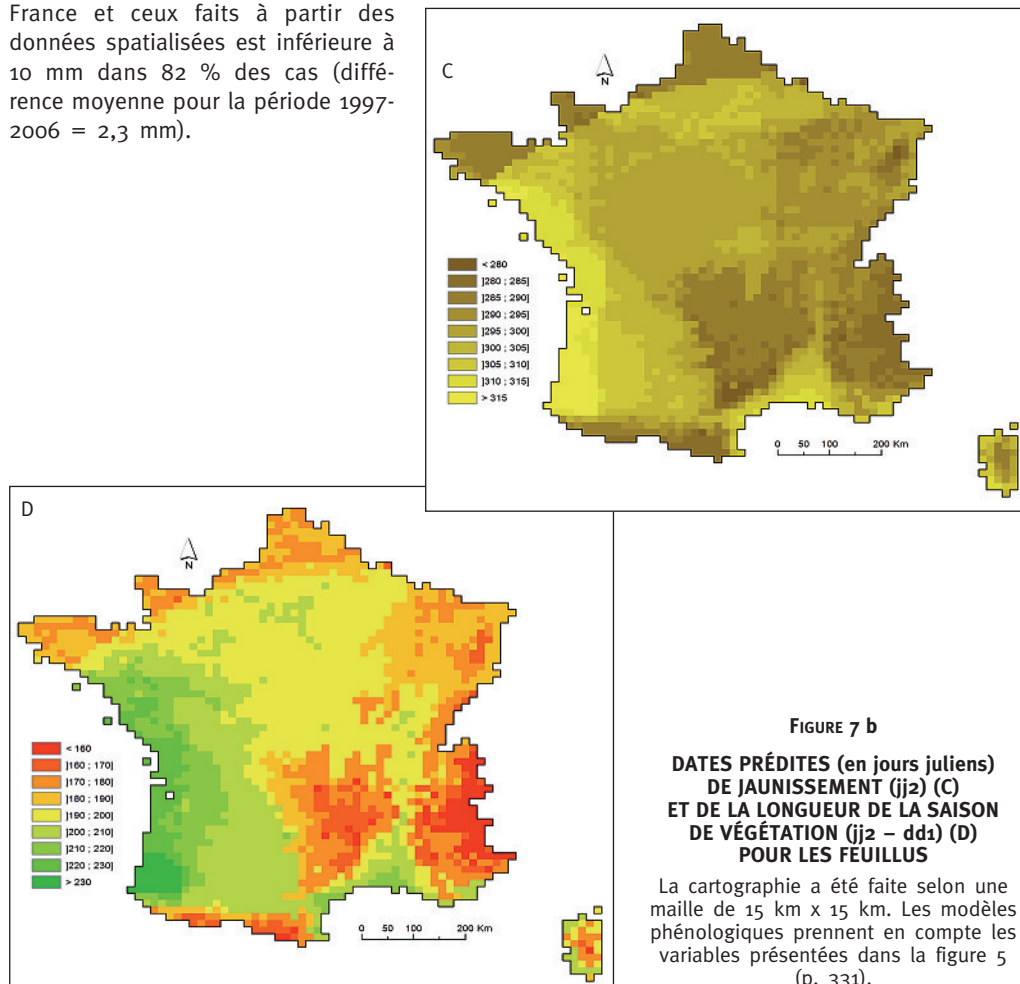 France et ceux faits à partir des
données spatialisées est inférieure à
10 mm dans 82 % des cas (diffé-
rence moyenne pour la période 1997-
2006 = 2,3 mm).
C
N
< 280
]280 ; 285]
]285 ; 290]
]290 ; 295]
]295 ; 300]
]300 ; 305]
]305 ; 310]
]310 ; 315]
> 315
0 50 100 200 Km
D
N
< 160
]160 ; 170]
]170 ; 180]
]180 ; 190]
]190 ; 200]
]200 ; 210]
]210 ; 220]
]220 ; 230]
> 230
0 50 100 200 Km
FIGURE 7 b
DATES PRÉDITES (en jours juliens)
DE JAUNISSEMENT (jj2) (C)
ET DE LA LONGUEUR DE LA SAISON
DE VÉGÉTATION (jj2 – dd1) (D)
POUR LES FEUILLUS
La cartographie a été faite selon une
maille de 15 km x 15 km. Les modèles
phénologiques prennent en compte les
variables présentées dans la figure 5
(p. 331).